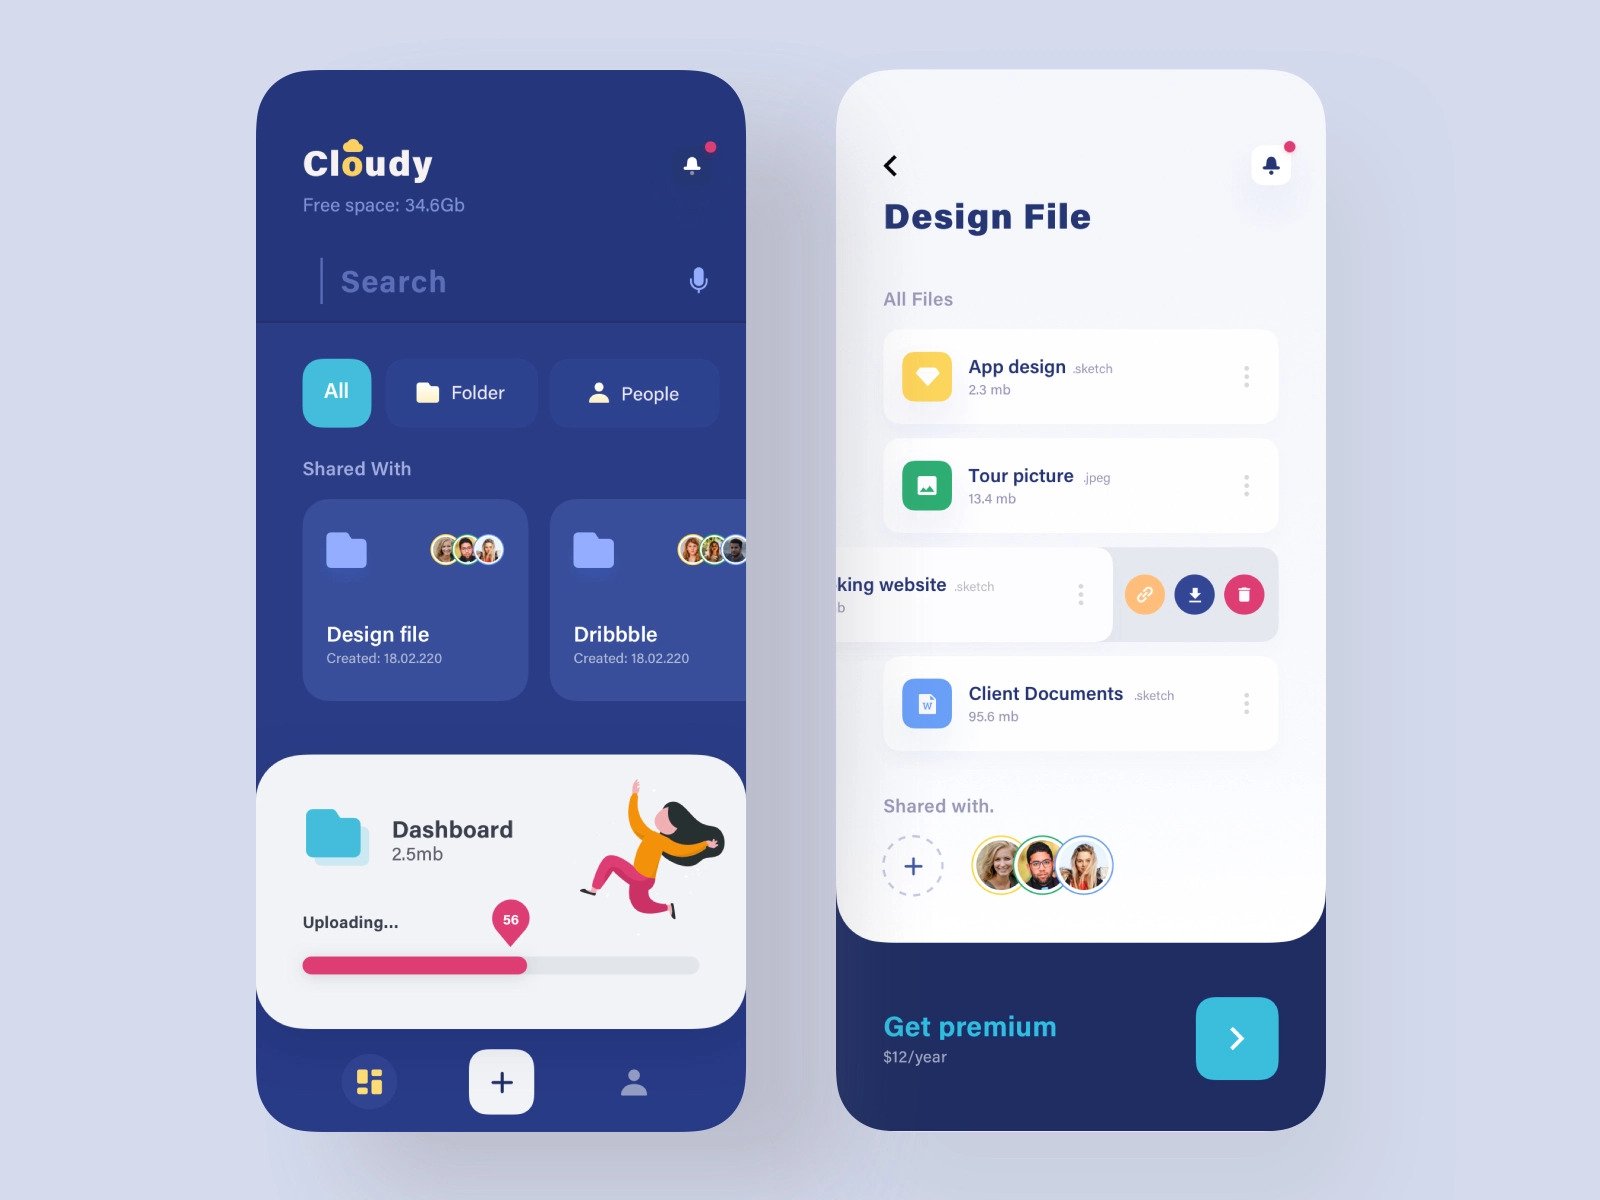 Cloudy
Free space: 34.6Gb
Search
All
Folder
People
Shared With
Design file
Created: 18.02.220
Dribbble
Created: 18.02.220
Dashboard
2.5mb
Uploading...
56
Design File
All Files
App design .sketch
2.3 mb
Tour picture .jpeg
13.4 mb
king website .sketch
b
Client Documents .sketch
W
95.6 mb
Shared with.
Get premium
$12/year